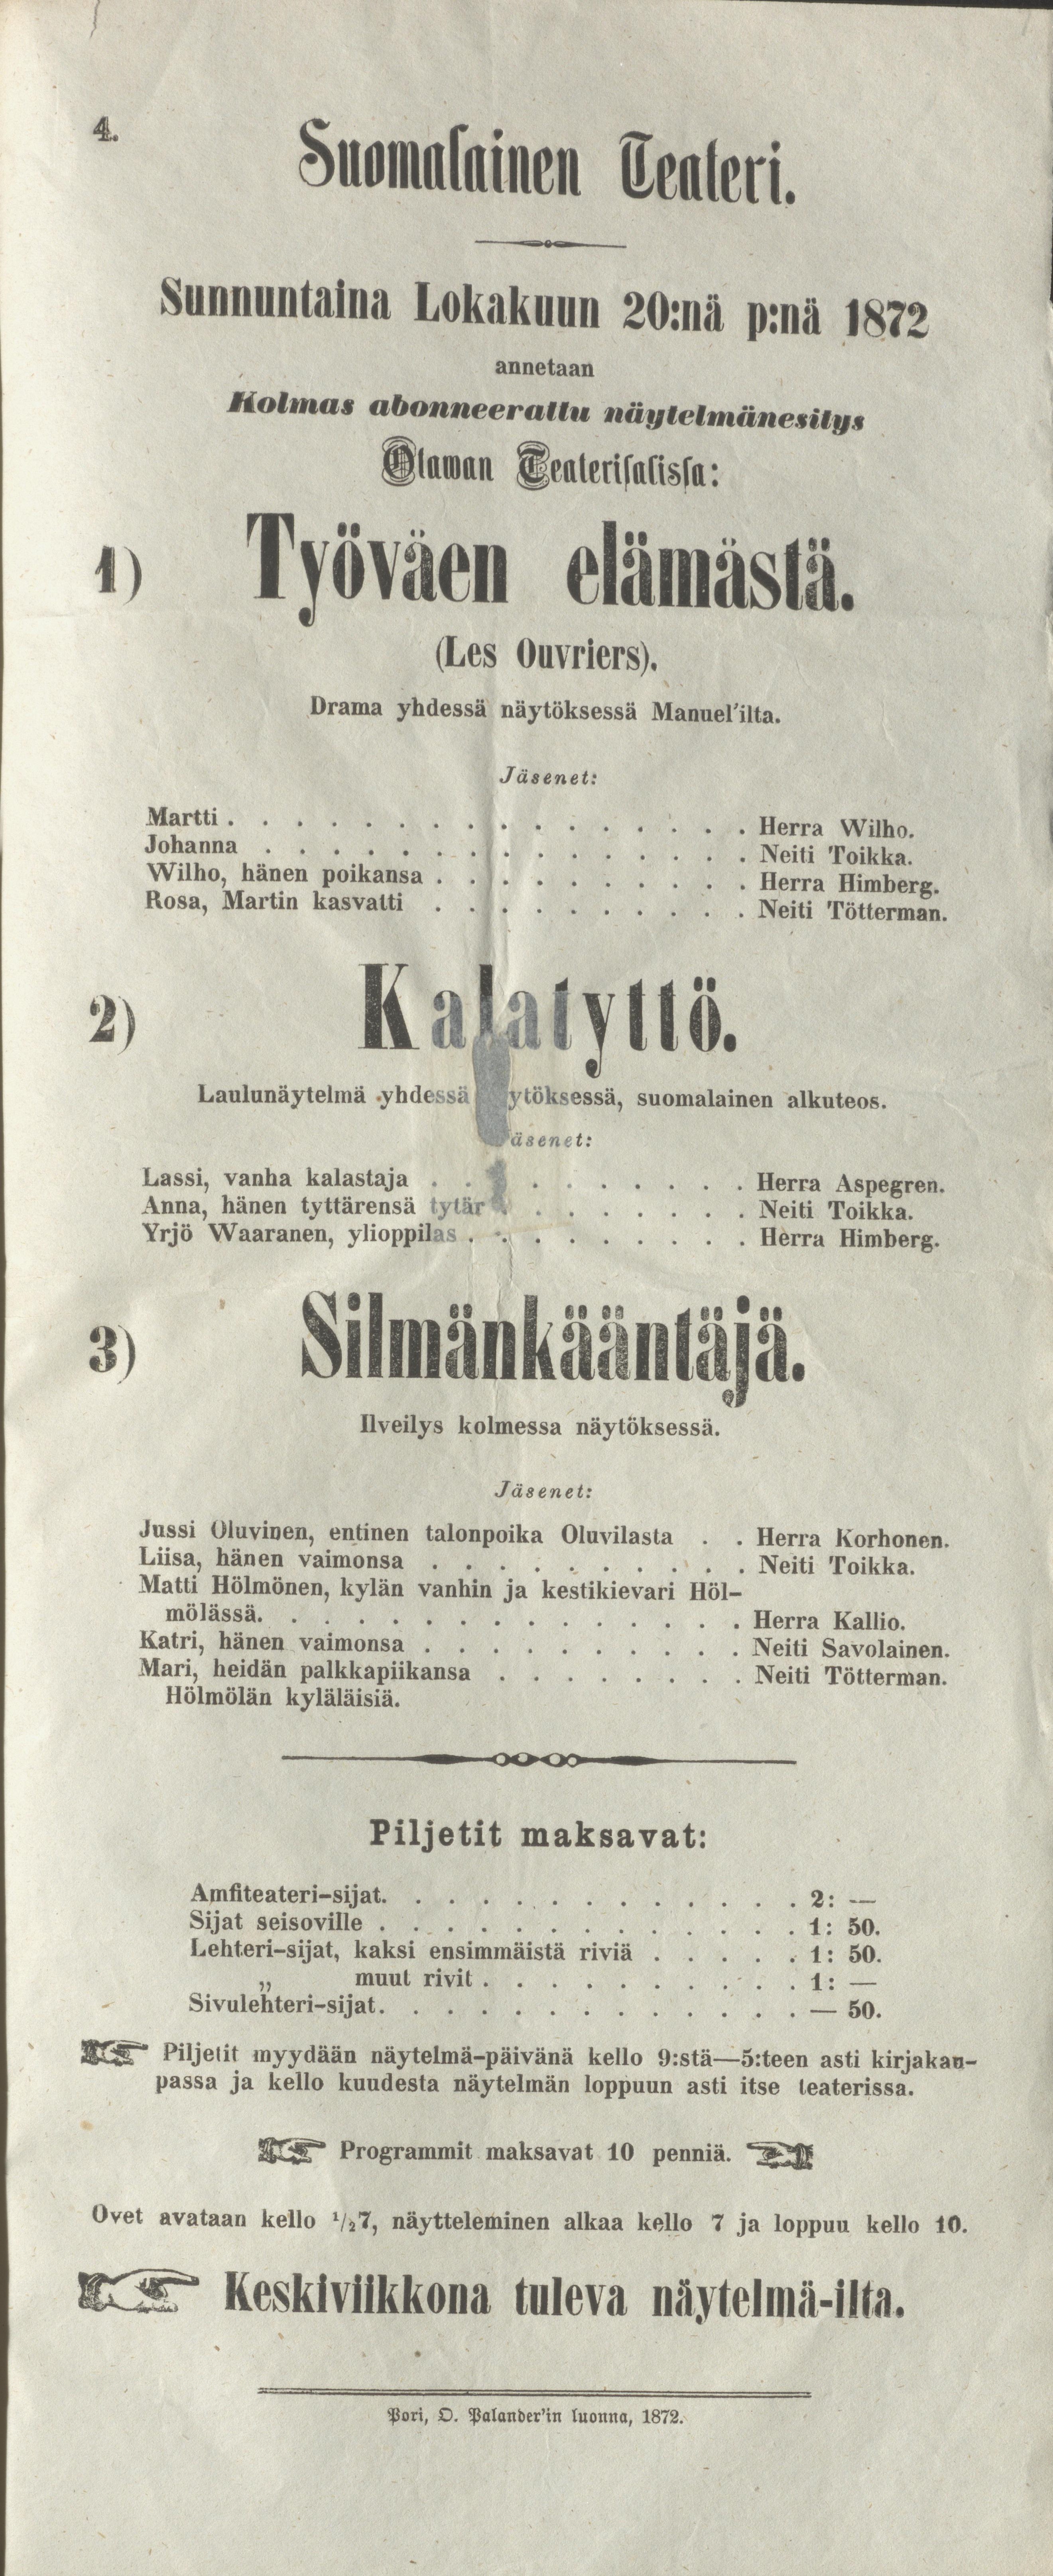 4.
Suomalainen Teateri.
Sunnuntaina Lokakuun 20:nä p:nä 1872
annetaan
Kolmas abonneerattu näytelmänesitys
Otawan Teaterisalissa:
1) Työväen elämästä.
(Les Ouvriers).
Drama yhdessä näytöksessä Manuel'ilta.
Jäsenet:
Martti . . . . . . . . . . . . . . . . Herra Wilho.
Johanna . . . . . . . . . . . . . . . Neiti Toikka.
Wilho, hänen poikansa . . . . . . . . . . Herra Himberg.
Rosa, Martin kasvatti . . . . . . . . . . Neiti Tötterman.
2) Kalatyttö.
Laulunäytelmä yhdessä ytöksessä, suomalainen alkuteos.
äsenet:
Lassi, vanha kalastaja . . . . . . . . . Herra Aspegren.
Anna, hänen tyttärensä tytär . . . . . . . . Neiti Toikka.
Yrjö Waaranen, ylioppilas . . . . . . . . . Herra Himberg.
3) Silmänkääntäjä.
Ilveilys kolmessa näytöksessä.
Jäsenet:
Jussi Oluvinen, entinen talonpoika Oluvilasta . . Herra Korhonen.
Liisa, hänen vaimonsa . . . . . . . . . . Neiti Toikka.
Matti Hölmönen, kylän vanhin ja kestikievari Höl-
mölässä. . . . . . . . . . . . . . . Herra Kallio.
Katri, hänen vaimonsa . . . . . . . . . . Neiti Savolainen.
Mari, heidän palkkapiikansa . . . . . . . . Neiti Tötterman.
Hölmölän kyläläisiä.
Piljetit maksavat:
Amfiteateri-sijat. . . . . . . . . . . . . . 2: —
Sijat seisoville . . . . . . . . . . . . . 1: 50.
Lehteri-sijat, kaksi ensimmäistä riviä . . . . . 1: 50.
„ muut rivit . . . . . . . . . . 1: —
Sivulehteri-sijat. . . . . . . . . . . . . . — 50.
Piljetit myydään näytelmä-päivänä kello 9:stä—5:teen asti kirjakau-
passa ja kello kuudesta näytelmän loppuun asti itse teaterissa.
Programmit maksavat 10 penniä.
Ovet avataan kello 1/2 7, näytteleminen alkaa kello 7 ja loppuu kello 10.
Keskiviikkona tuleva näytelmä-ilta.
Pori, O. Palander'in luonna, 1872.